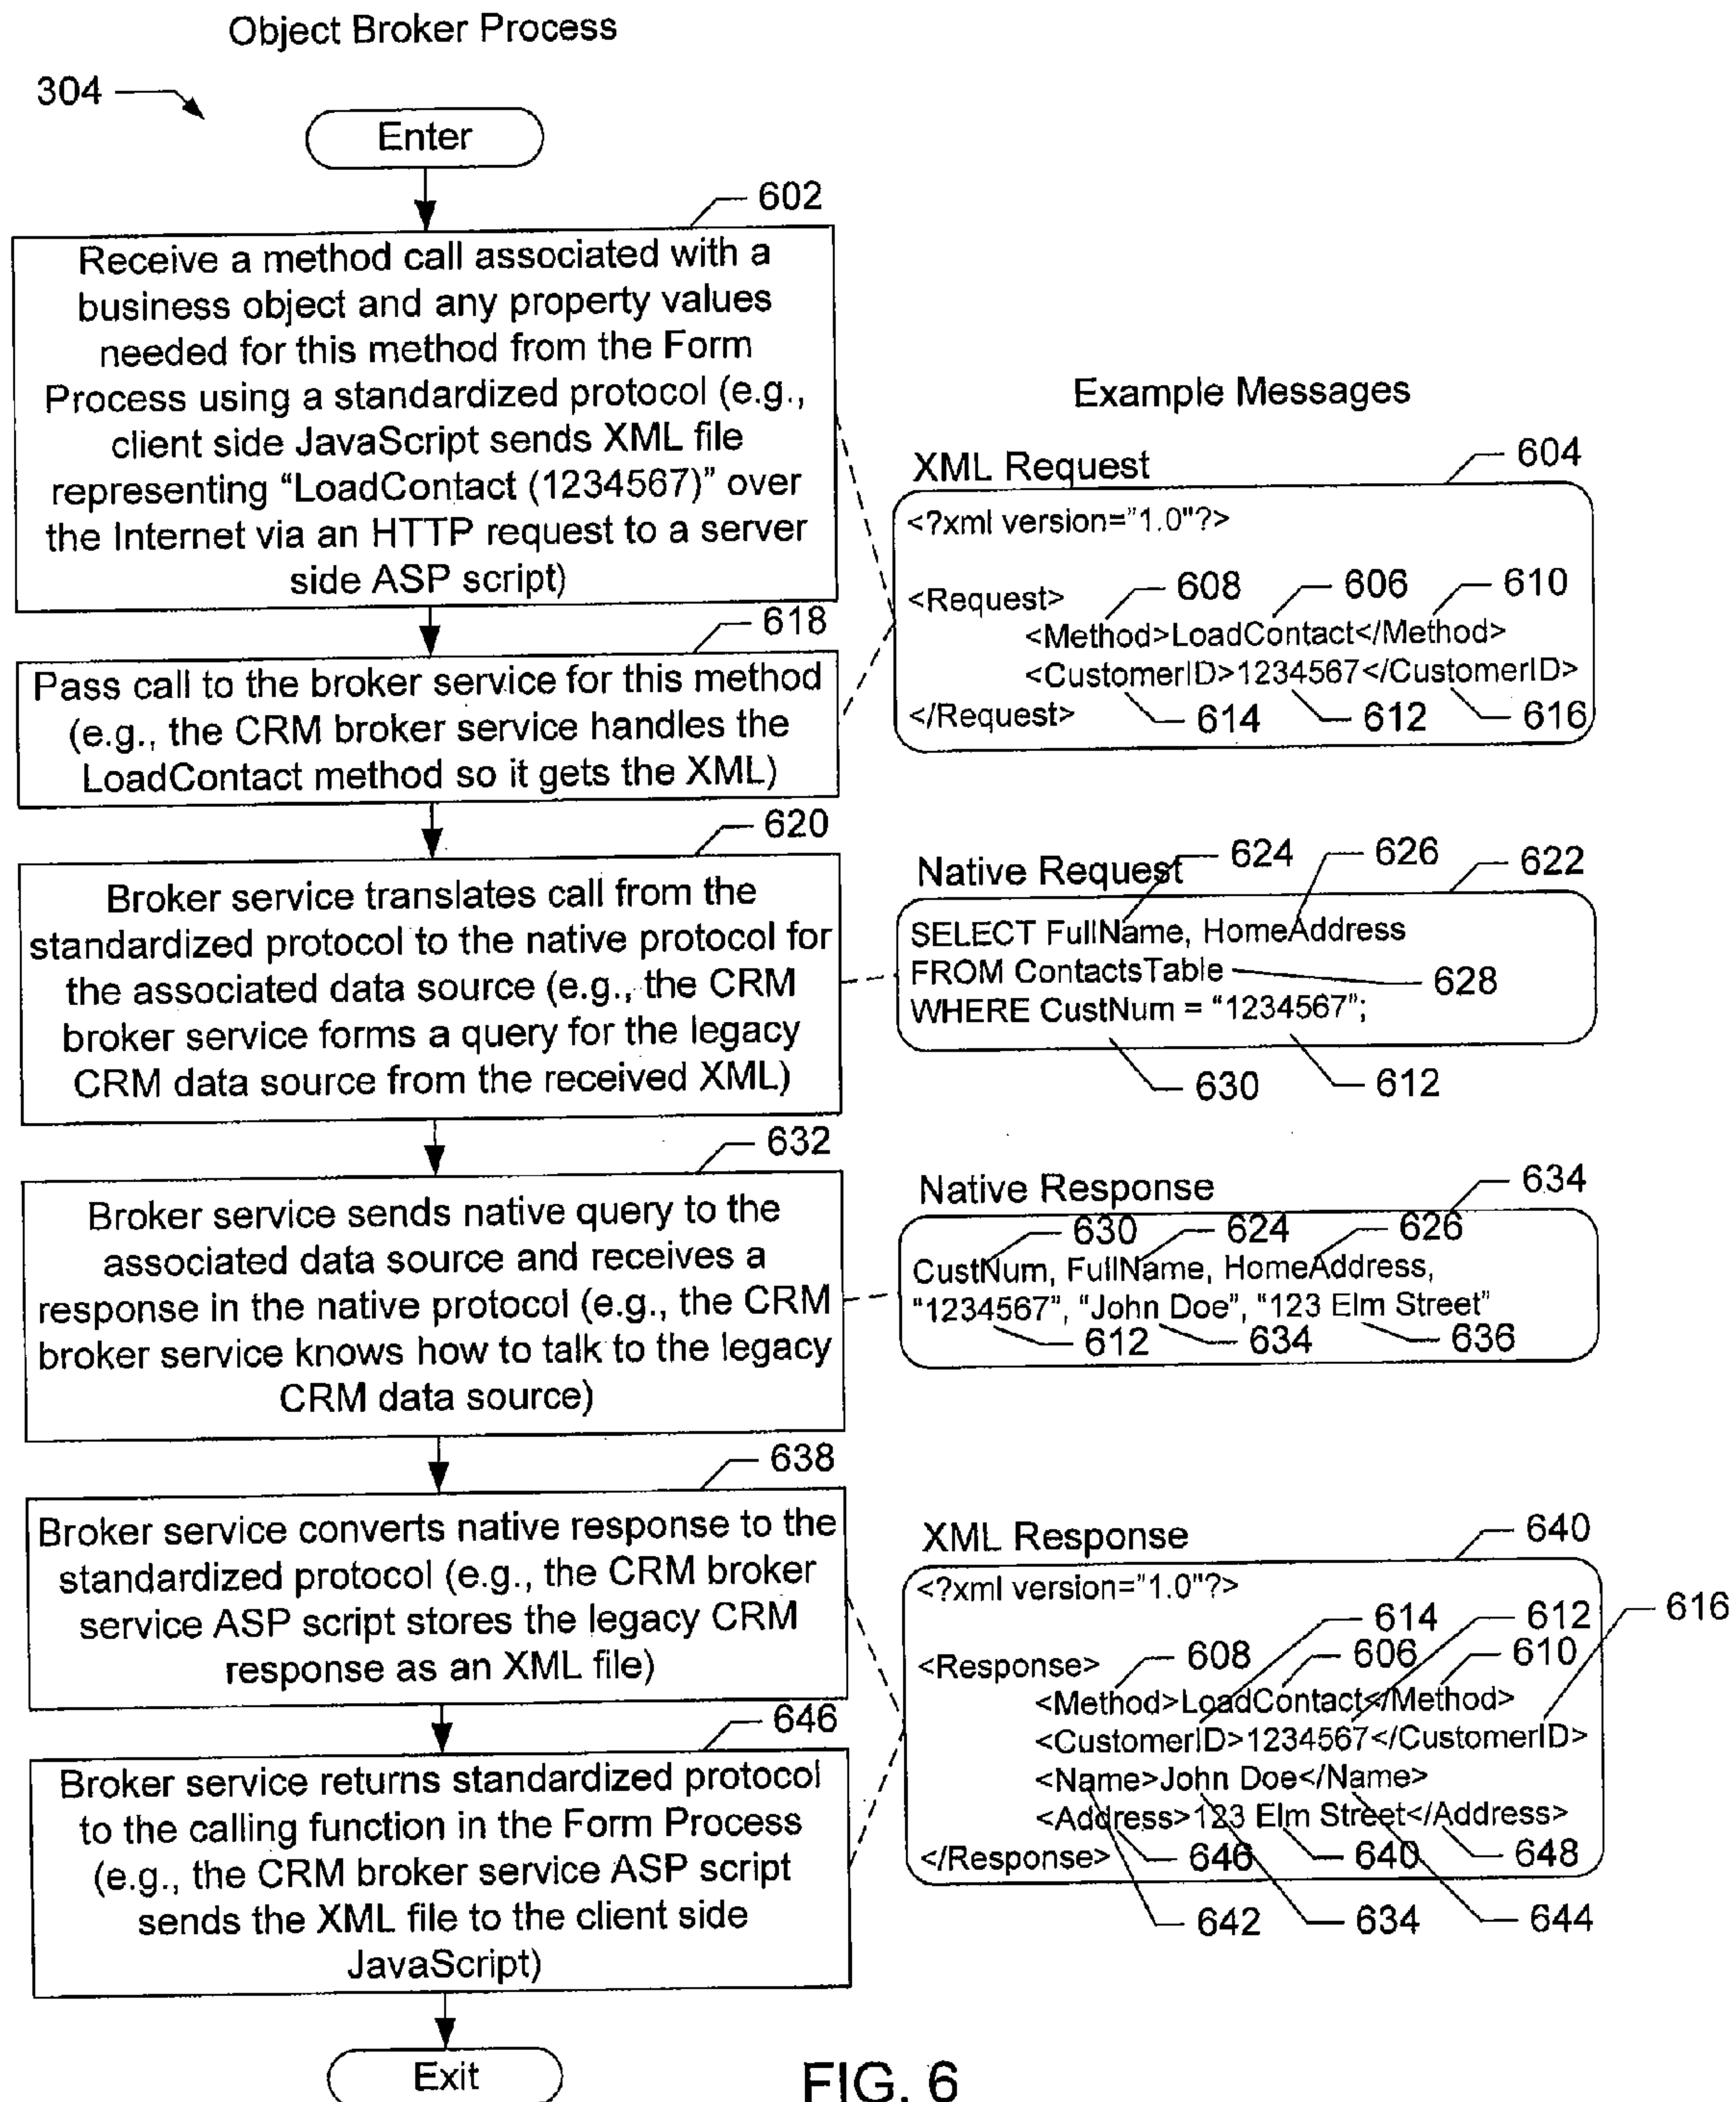 Object Broker Process
304
Enter
602
Receive a method call associated with a
business object and any property values
needed for this method from the Form
Process using a standardized protocol (e.g.,
client side JavaScript sends XML file
representing “LoadContact (1234567)” over
the Internet via an HTTP request to a server
side ASP script)
618
Pass call to the broker service for this method
(e.g., the CRM broker service handles the
LoadContact method so it gets the XML)
620
Broker service translates call from the
standardized protocol to the native protocol for
the associated data source (e.g., the CRM
broker service forms a query for the legacy
CRM data source from the received XML)
632
Broker service sends native query to the
associated data source and receives a
response in the native protocol (e.g., the CRM
broker service knows how to talk to the legacy
CRM data source)
638
Broker service converts native response to the
standardized protocol (e.g., the CRM broker
service ASP script stores the legacy CRM
response as an XML file)
646
Broker service returns standardized protocol
to the calling function in the Form Process
(e.g., the CRM broker service ASP script
sends the XML file to the client side
JavaScript)
Exit
Example Messages
XML Request
604
<?xml version="1.0"?>
608 606 610
<Request>
<Method>LoadContact</Method>
<CustomerID>1234567</CustomerID>
</Request>
614 612 616
Native Request
624 626 622
SELECT FullName, HomeAddress
FROM ContactsTable
628
WHERE CustNum = “1234567”;
630 612
Native Response
634
630 624 626
CustNum, FullName, HomeAddress,
“1234567”, “John Doe”, “123 Elm Street”
612 634 636
XML Response
640
<?xml version="1.0"?>
614 612 616
608 606 610
<Response>
<Method>LoadContact</Method>
<CustomerID>1234567</CustomerID>
<Name>John Doe</Name>
<Address>123 Elm Street</Address>
</Response>
646 640 648
642 634 644
FIG. 6